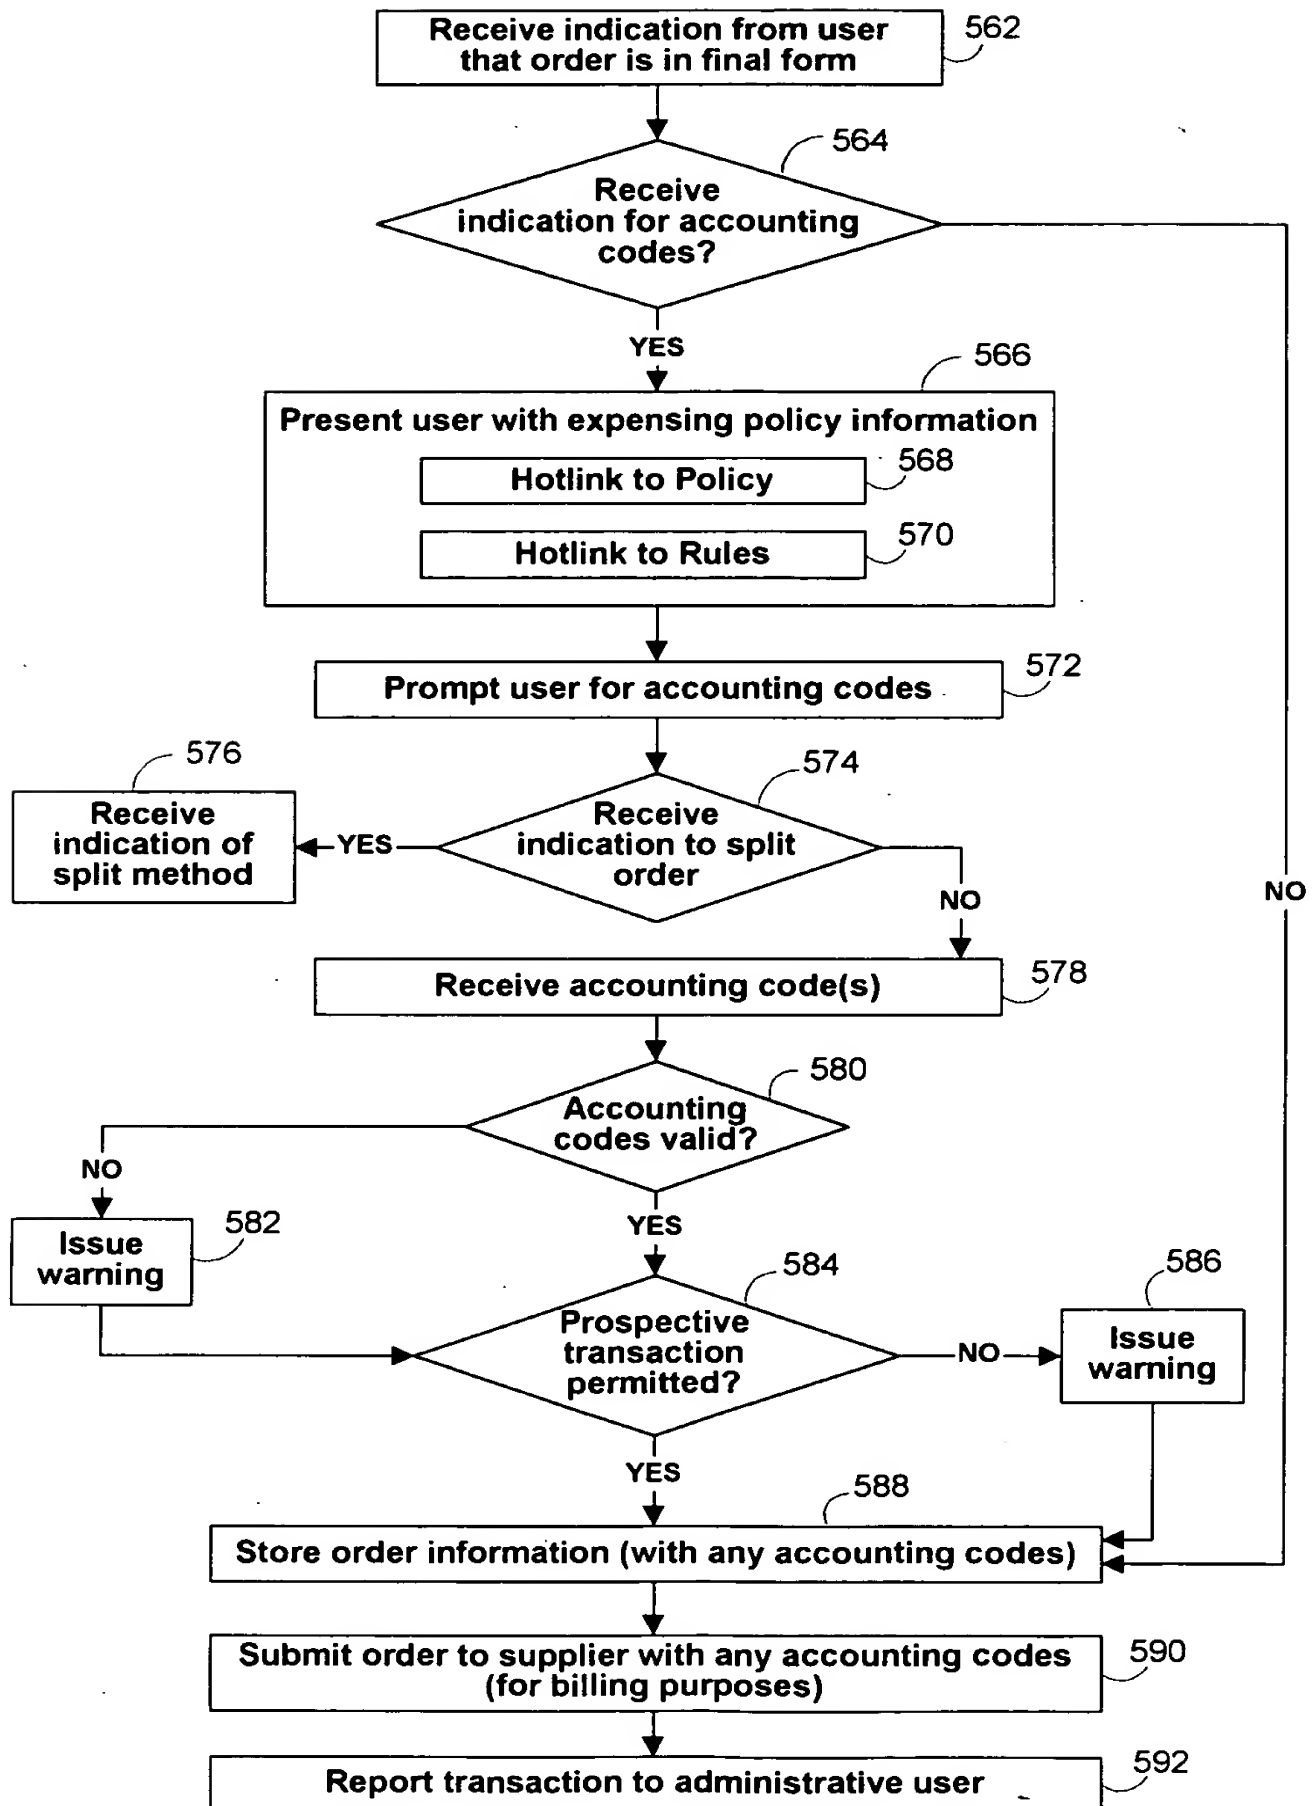 Receive indication from user
that order is in final form
562
564
Receive
indication for accounting
codes?
YES
566
Present user with expensing policy information
568
Hotlink to Policy
570
Hotlink to Rules
572
Prompt user for accounting codes
576
574
Receive
indication of
split method
YES
Receive
indication to split
order
NO
NO
578
Receive accounting code(s)
580
Accounting
codes valid?
NO
YES
582
Issue
warning
584
586
Prospective
transaction
permitted?
NO
Issue
warning
YES
588
Store order information (with any accounting codes)
Submit order to supplier with any accounting codes
(for billing purposes)
590
592
Report transaction to administrative user